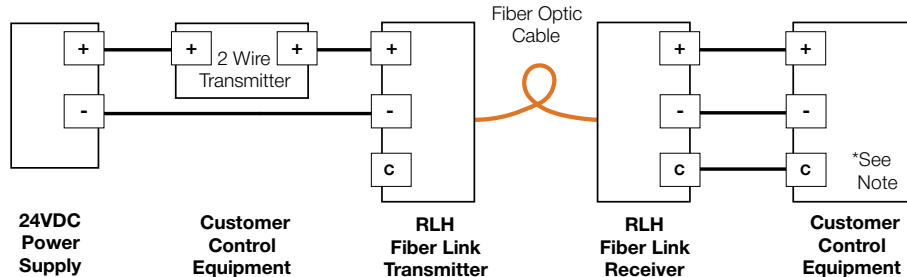 Fiber Optic
Cable
+ + + + + +
2 Wire
Transmitter
- - - -
C C C
*See
Note
24VDC
Power
Supply
Customer
Control
Equipment
RLH
Fiber Link
Transmitter
RLH
Fiber Link
Receiver
Customer
Control Equipment